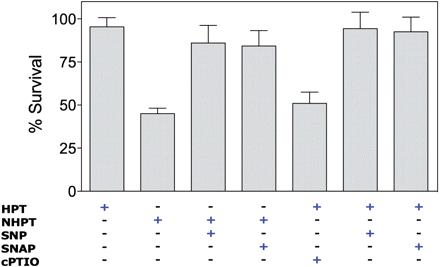 100
75
50
25
0
% Survival
HPT + - - - + + +
NHPT - + + + - - -
SNP - - + - - + -
SNAP - - - + - - +
cPTIO - - - - + - -